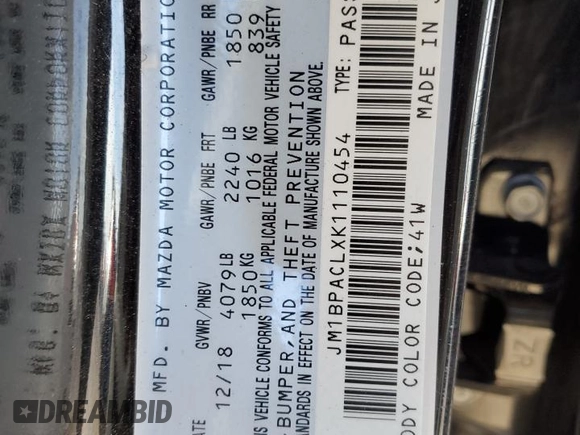 MFD. BY MAZDA MOTOR CORPORATION
DATE GVWR/PNBV GAWR/PNBE FRT GAWR/PNBE RR
12/18 4079LB 2240 LB 1850
1850KG 1016 KG 839
VEHICLE CONFORMS TO ALL APPLICABLE FEDERAL MOTOR VEHICLE SAFETY
BUMPER, AND THEFT PREVENTION
STANDARDS IN EFFECT ON THE DATE OF MANUFACTURE SHOWN ABOVE.
JM1BPACLXK1110454 TYPE: PAS
BODY COLOR CODE;41W MADE IN
ZR
DREAMBID